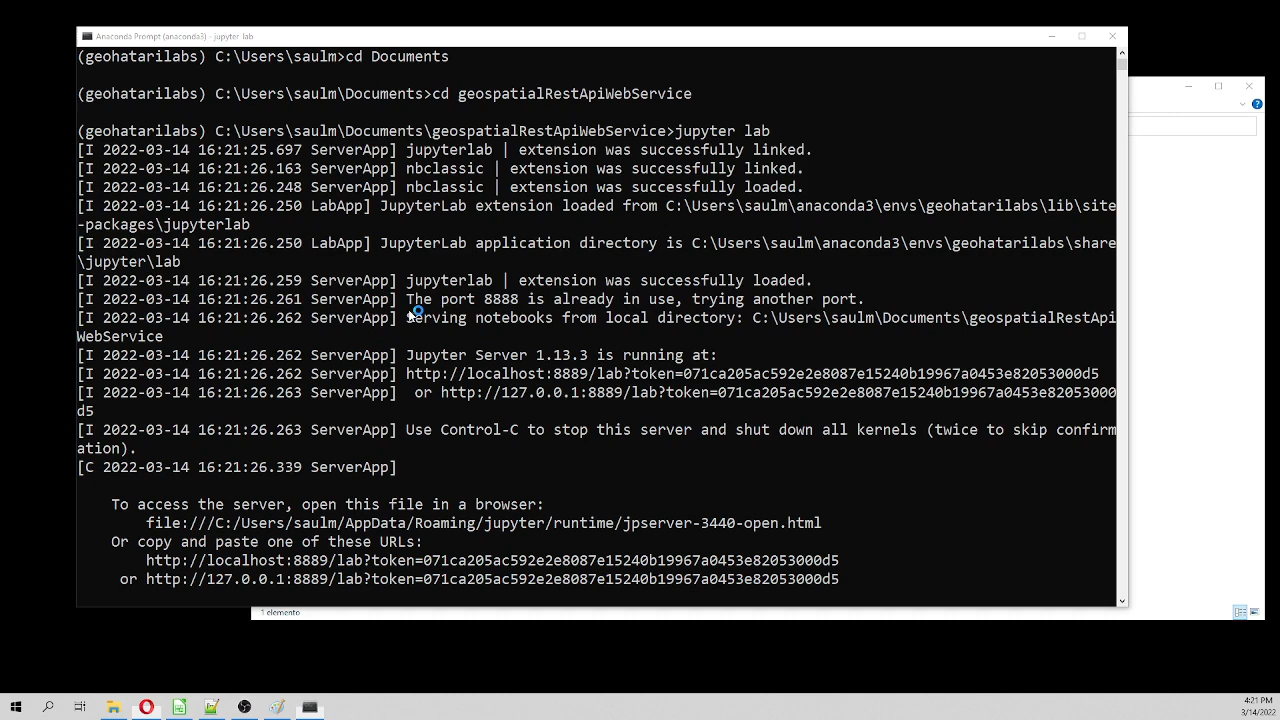 Anaconda Prompt (anaconda3) - jupyter lab
(geohatarilabs) C:\Users\saulm>cd Documents
(geohatarilabs) C:\Users\saulm\Documents>cd geospatialRestApiWebService
(geohatarilabs) C:\Users\saulm\Documents\geospatialRestApiWebService>jupyter lab
[I 2022-03-14 16:21:25.697 ServerApp] jupyterlab | extension was successfully linked.
[I 2022-03-14 16:21:26.163 ServerApp] nbclassic | extension was successfully linked.
[I 2022-03-14 16:21:26.248 ServerApp] nbclassic | extension was successfully loaded.
[I 2022-03-14 16:21:26.250 LabApp] JupyterLab extension loaded from C:\Users\saulm\anaconda3\envs\geohatarilabs\lib\site
-packages\jupyterlab
[I 2022-03-14 16:21:26.250 LabApp] JupyterLab application directory is C:\Users\saulm\anaconda3\envs\geohatarilabs\share
\jupyter\lab
[I 2022-03-14 16:21:26.259 ServerApp] jupyterlab | extension was successfully loaded.
[I 2022-03-14 16:21:26.261 ServerApp] The port 8888 is already in use, trying another port.
[I 2022-03-14 16:21:26.262 ServerApp] Serving notebooks from local directory: C:\Users\saulm\Documents\geospatialRestApi
WebService
[I 2022-03-14 16:21:26.262 ServerApp] Jupyter Server 1.13.3 is running at:
[I 2022-03-14 16:21:26.262 ServerApp] http://localhost:8889/lab?token=071ca205ac592e2e8087e15240b19967a0453e82053000d5
[I 2022-03-14 16:21:26.263 ServerApp]  or http://127.0.0.1:8889/lab?token=071ca205ac592e2e8087e15240b19967a0453e82053000
d5
[I 2022-03-14 16:21:26.263 ServerApp] Use Control-C to stop this server and shut down all kernels (twice to skip confirm
ation).
[C 2022-03-14 16:21:26.339 ServerApp]
To access the server, open this file in a browser:
file:///C:/Users/saulm/AppData/Roaming/jupyter/runtime/jpserver-3440-open.html
Or copy and paste one of these URLs:
http://localhost:8889/lab?token=071ca205ac592e2e8087e15240b19967a0453e82053000d5
or http://127.0.0.1:8889/lab?token=071ca205ac592e2e8087e15240b19967a0453e82053000d5
1 elemento
4:21 PM
3/14/2022